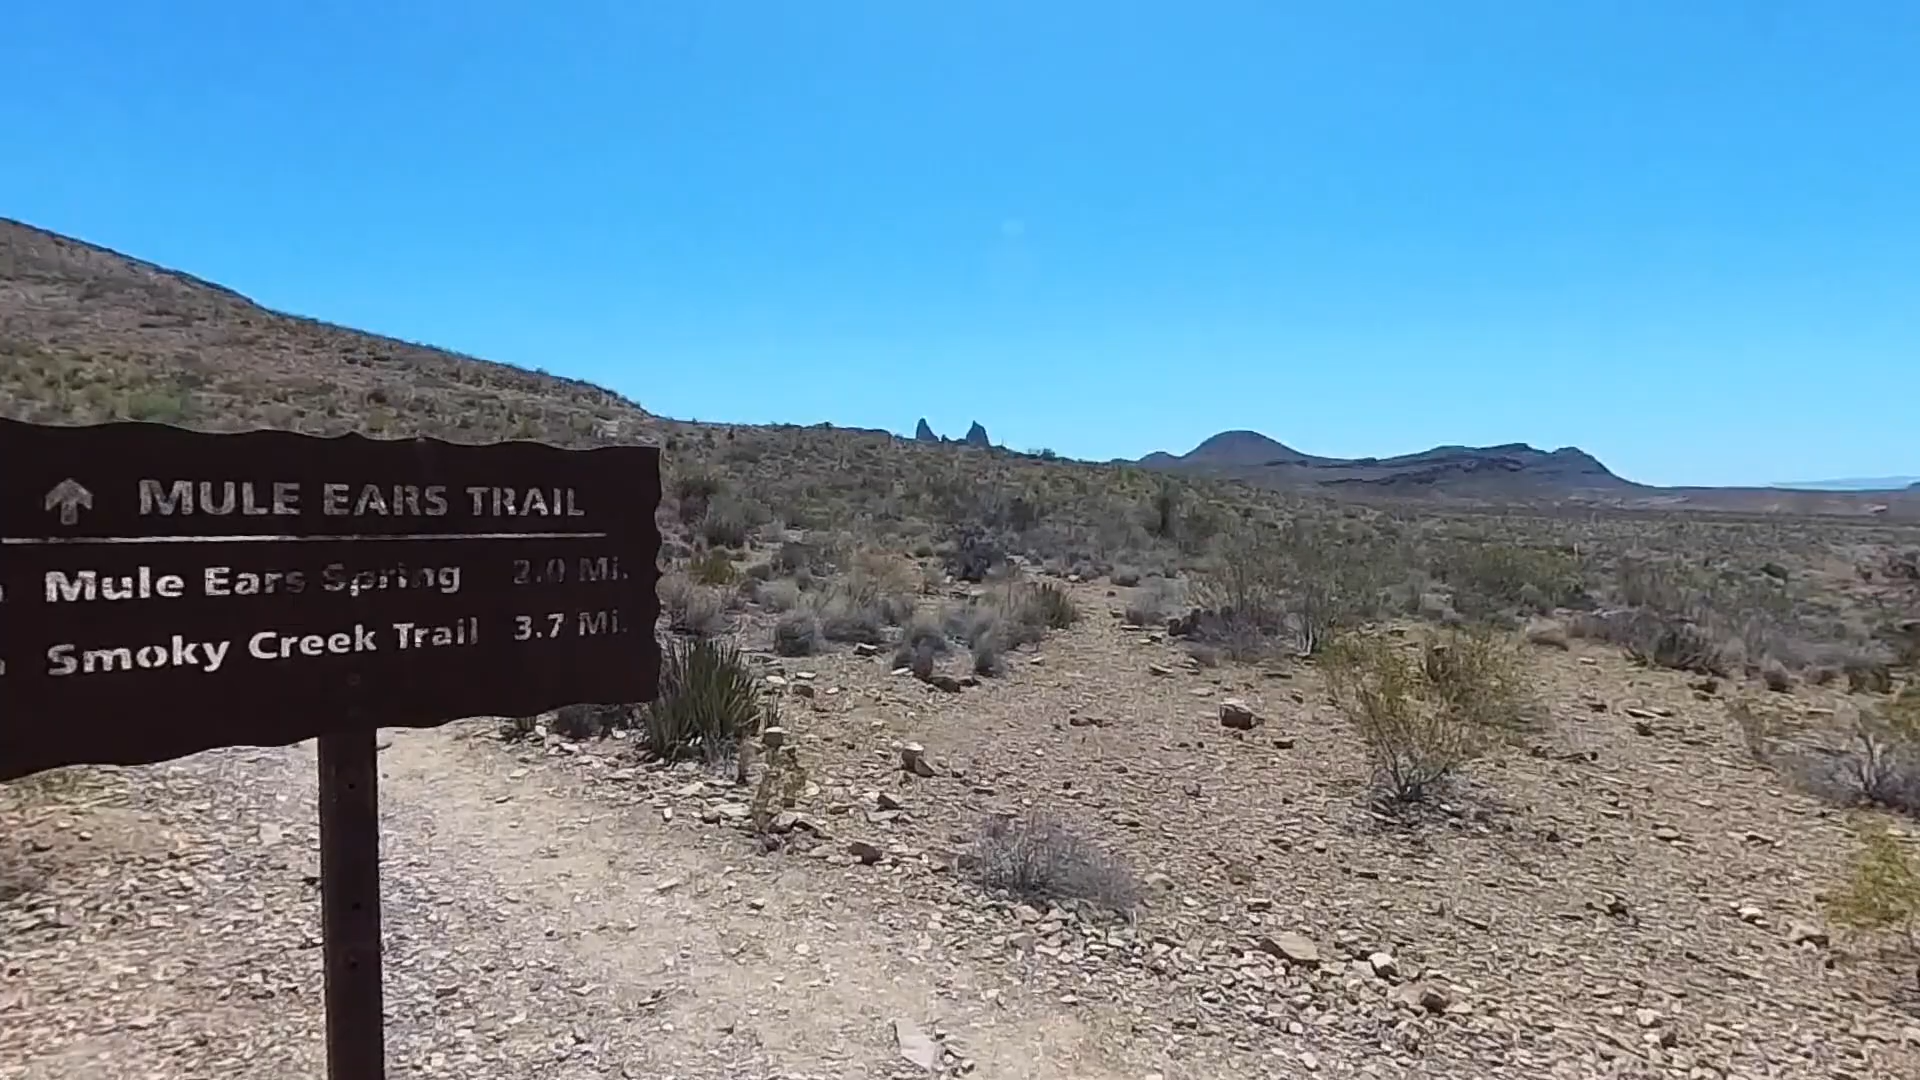 ↑ MULE EARS TRAIL
Mule Ears Spring 2.0 Mi.
Smoky Creek Trail 3.7 Mi.